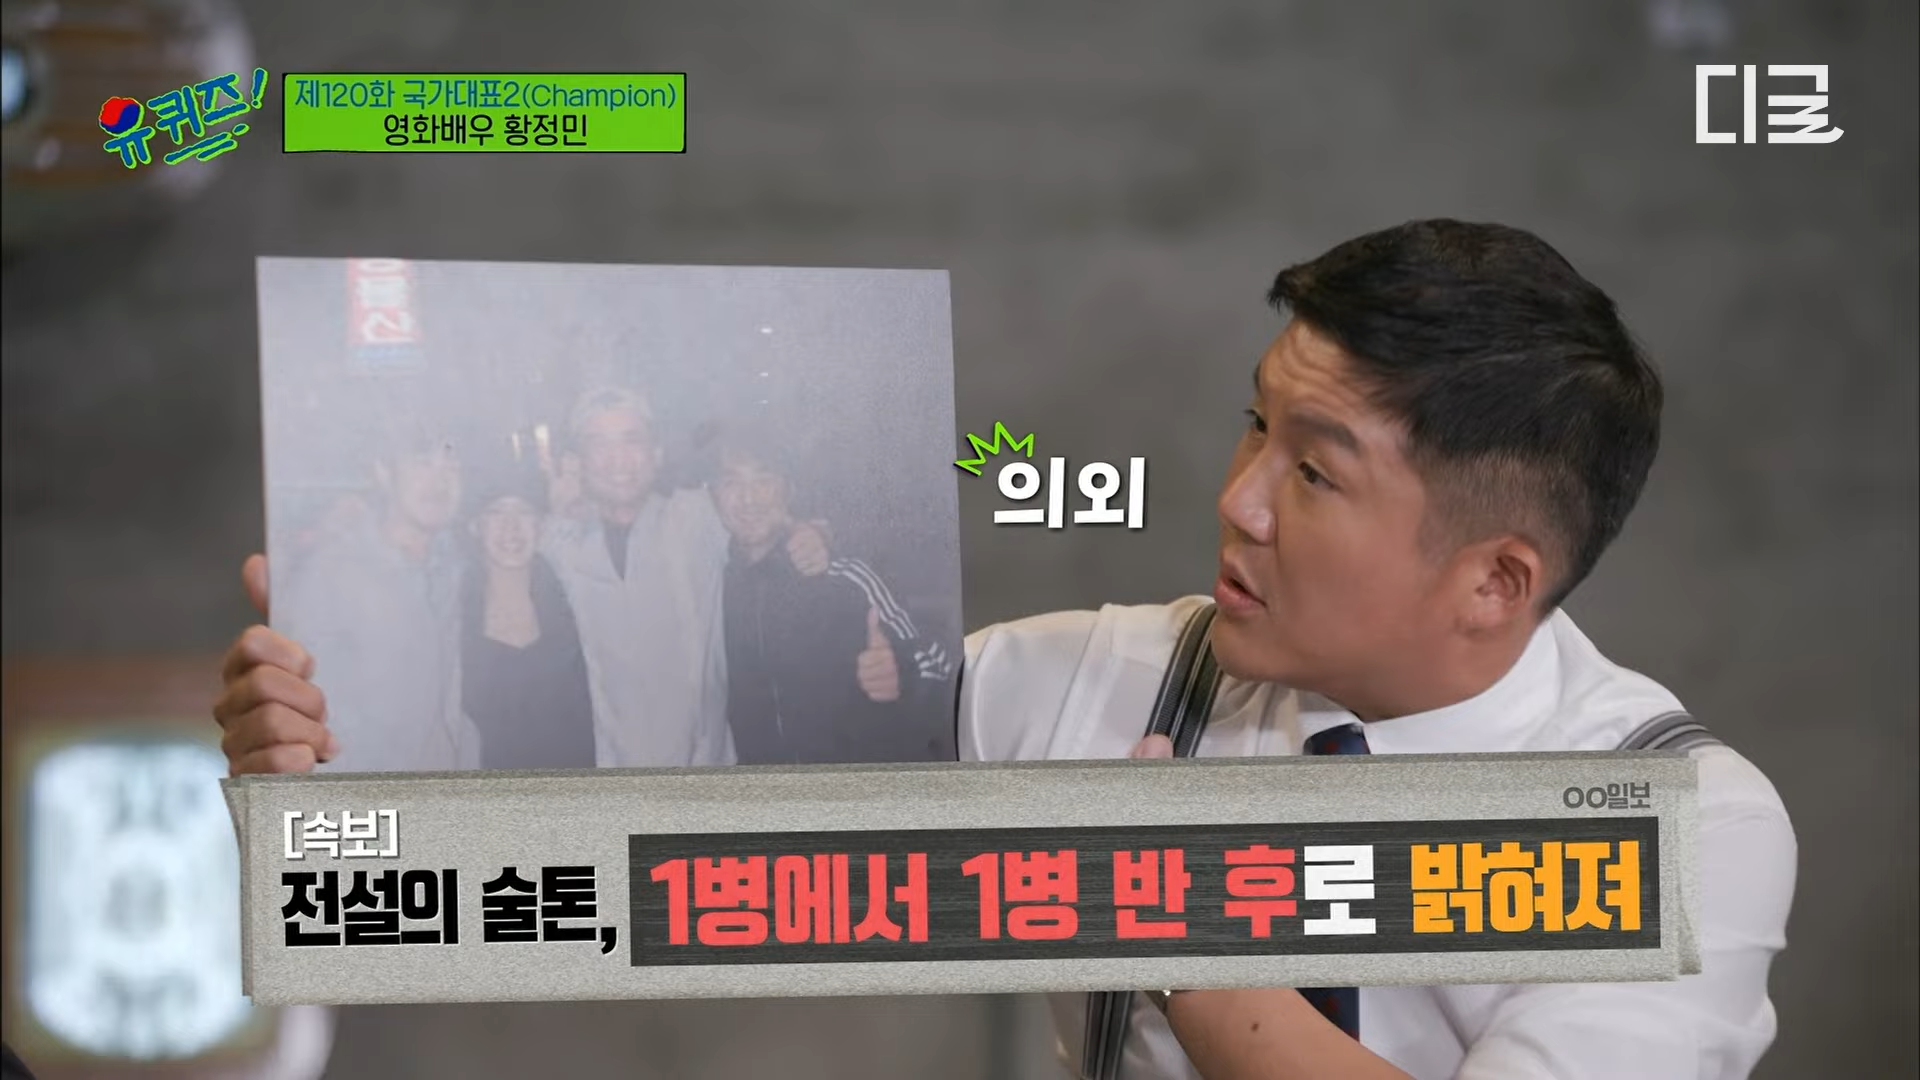 유퀴즈!
제120화 국가대표2(Champion)
영화배우 황정민
디글
의외
OO일보
[속보]
전설의 술톤, 1병에서 1병 반 후로 밝혀져